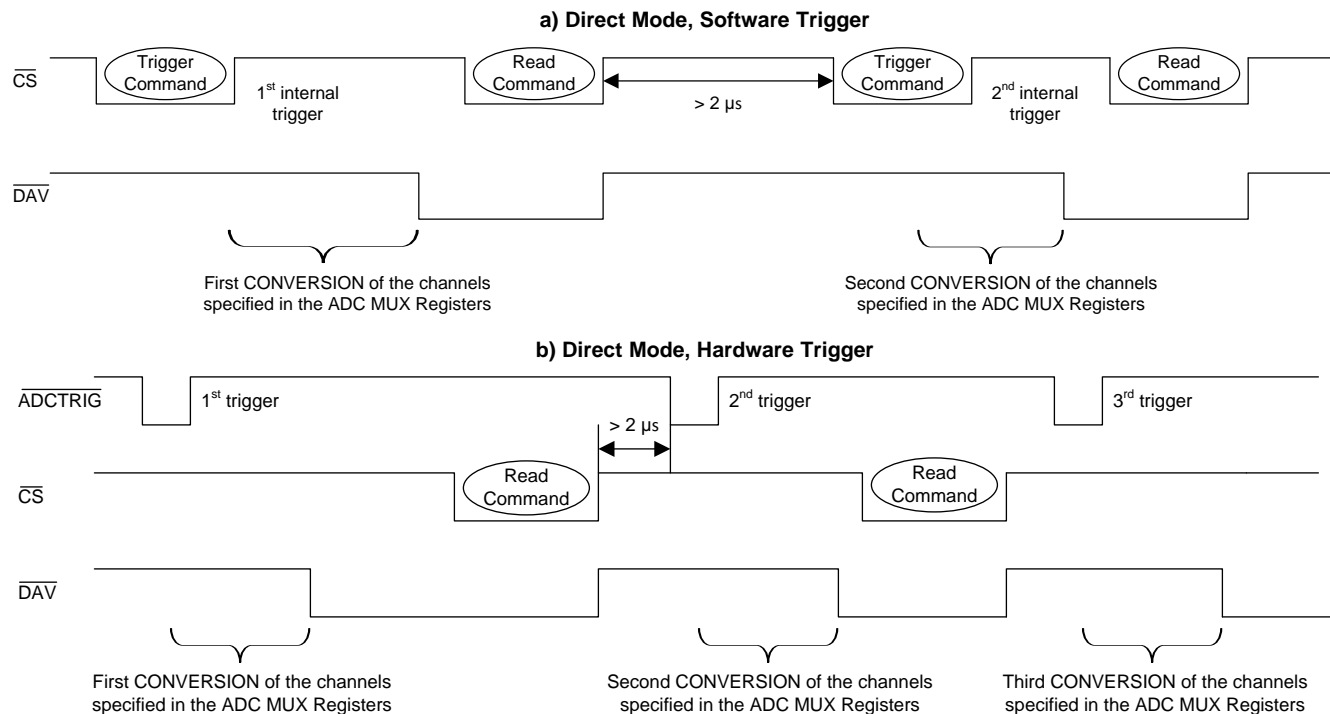 a) Direct Mode, Software Trigger
CS
Trigger
Command
1st internal
trigger
Read
Command
> 2 µs
Trigger
Command
2nd internal
trigger
Read
Command
DAV
First CONVERSION of the channels
specified in the ADC MUX Registers
Second CONVERSION of the channels
specified in the ADC MUX Registers
b) Direct Mode, Hardware Trigger
ADCTRIG
1st trigger
> 2 µs
2nd trigger
3rd trigger
CS
Read
Command
Read
Command
DAV
First CONVERSION of the channels
specified in the ADC MUX Registers
Second CONVERSION of the channels
specified in the ADC MUX Registers
Third CONVERSION of the channels
specified in the ADC MUX Registers